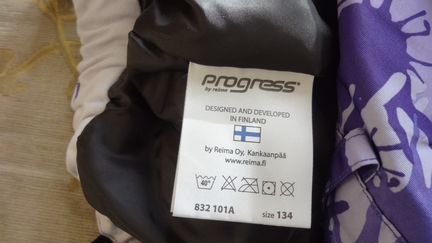 progress
by reima
DESIGNED AND DEVELOPED
IN FINLAND
by Reima Oy, Kankaanpää
www.reima.fi
40°
832 101A size 134